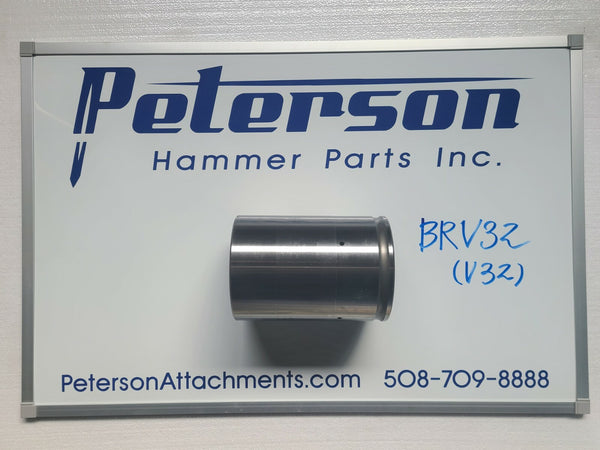 Peterson
Hammer Parts Inc.
BRV32
(V32)
PetersonAttachments.com 508-709-8888